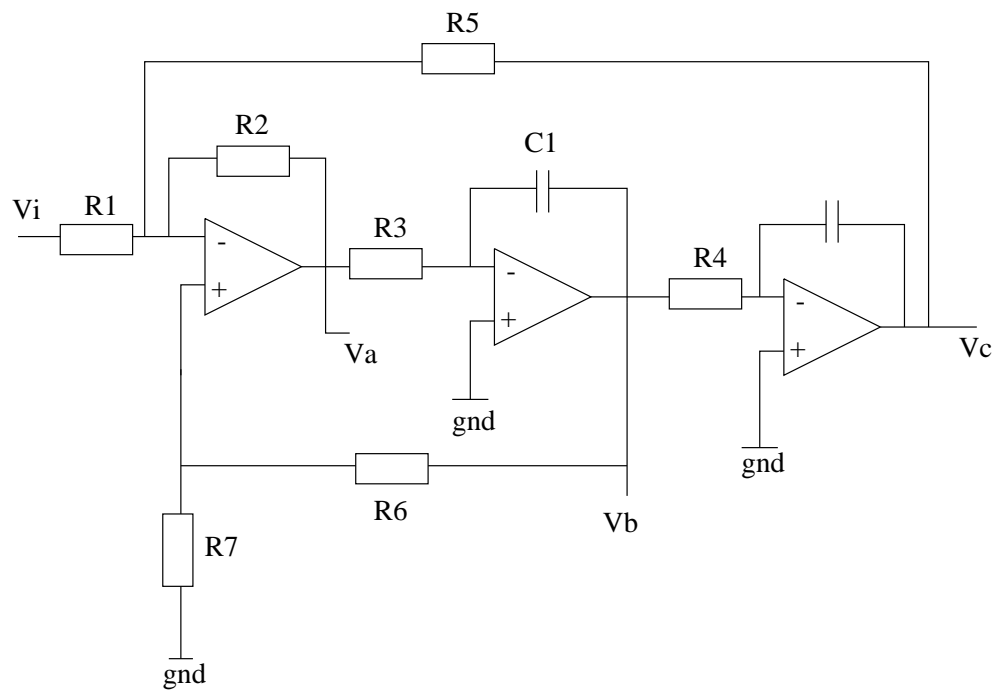 R5
R2
C1
Vi
R1
-
R3
-
R4
-
+
+
+
Va
Vc
gnd
gnd
R6
Vb
R7
gnd